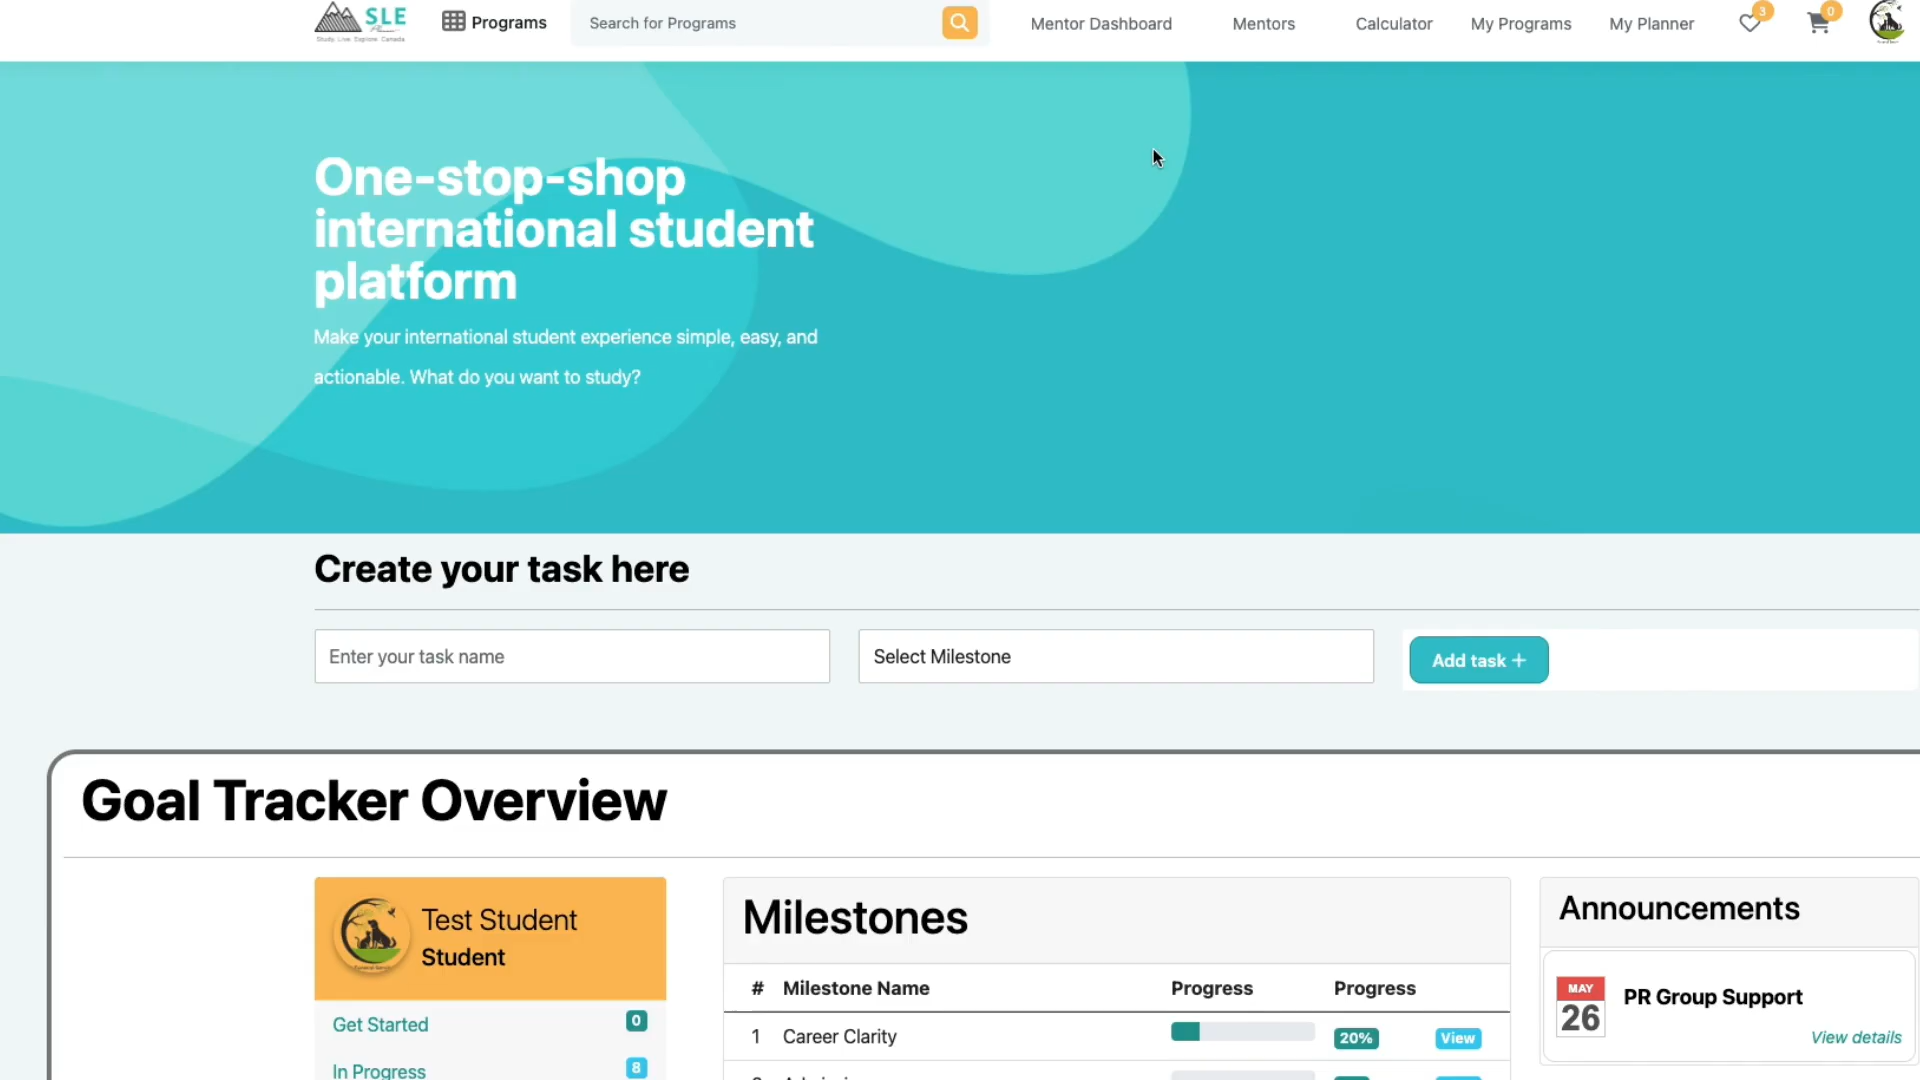 SLE
Study. Live. Explore. Canada
Programs
Search for Programs
Mentor Dashboard
Mentors
Calculator
My Programs
My Planner
3
0
One-stop-shop
international student
platform
Make your international student experience simple, easy, and
actionable. What do you want to study?
Create your task here
Enter your task name
Select Milestone
Add task +
Goal Tracker Overview
Test Student
Student
Get Started 0
In Progress 8
Milestones
# Milestone Name Progress Progress
1 Career Clarity 20% View
Announcements
MAY
26
PR Group Support
View details